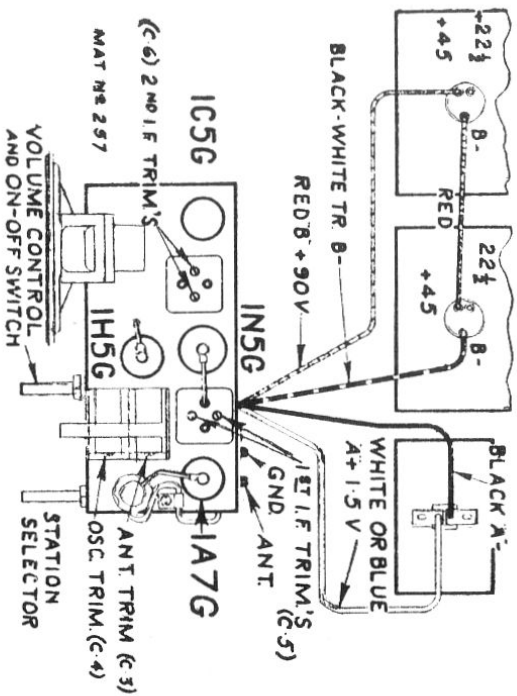 +22½
+45
B-
RED
22½
+45
B-
BLACK A-
BLACK-WHITE TR. B-
RED B+90V
WHITE OR BLUE
A+ 1.5 V
(C·6) 2ND I.F TRIM'S
MAT Nº 257
1C5G
1N5G
1H5G
1A7G
GND.
ANT.
1ST I.F. TRIM'S
(C·5)
VOLUME CONTROL
AND ON-OFF SWITCH
STATION
SELECTOR
ANT. TRIM (C·3)
OSC. TRIM. (C·4)